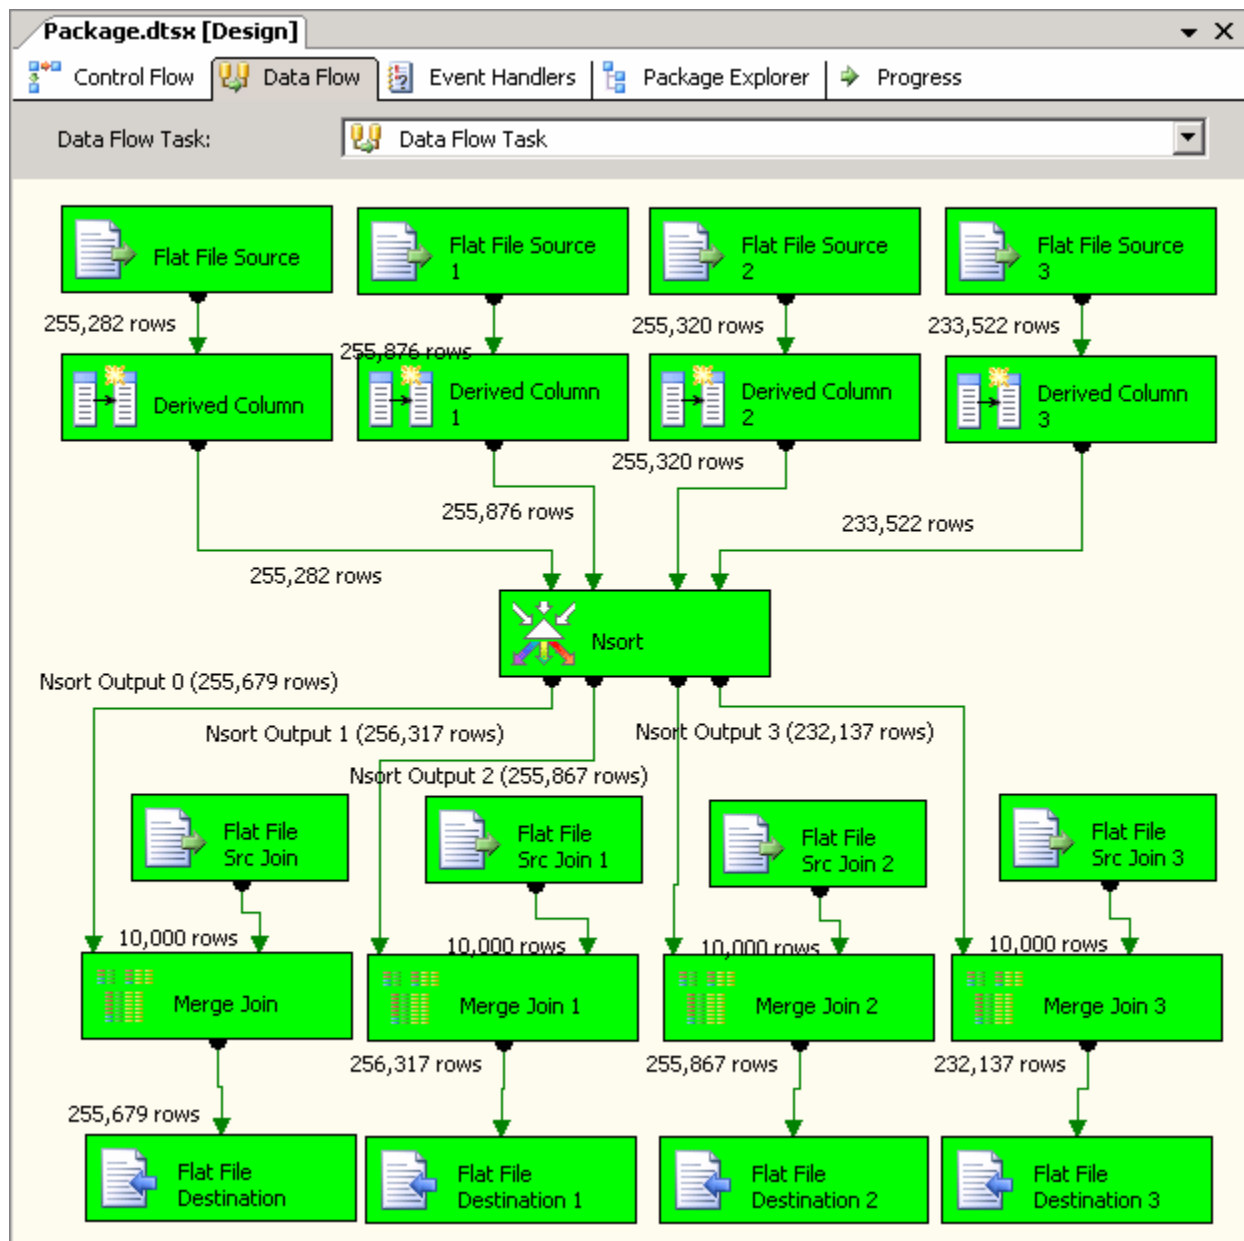 Package.dtsx [Design]
Control Flow
Data Flow
Event Handlers
Package Explorer
Progress
Data Flow Task:
Data Flow Task
Flat File Source
Flat File Source
1
Flat File Source
2
Flat File Source
3
255,282 rows
255,876 rows
255,320 rows
233,522 rows
Derived Column
Derived Column
1
Derived Column
2
Derived Column
3
255,282 rows
255,876 rows
255,320 rows
233,522 rows
Nsort
Nsort Output 0 (255,679 rows)
Nsort Output 1 (256,317 rows)
Nsort Output 2 (255,867 rows)
Nsort Output 3 (232,137 rows)
Flat File
Src Join
Flat File
Src Join 1
Flat File
Src Join 2
Flat File
Src Join 3
10,000 rows
10,000 rows
10,000 rows
10,000 rows
Merge Join
Merge Join 1
Merge Join 2
Merge Join 3
255,679 rows
256,317 rows
255,867 rows
232,137 rows
Flat File
Destination
Flat File
Destination 1
Flat File
Destination 2
Flat File
Destination 3